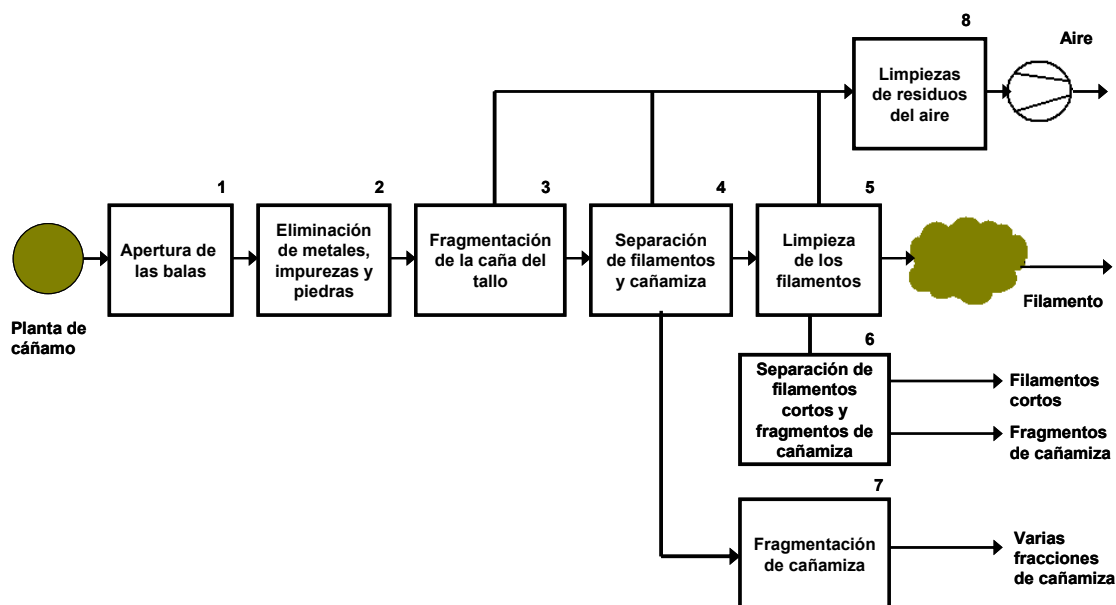 8
Aire
Limpiezas
de residuos
del aire
1
2
3
4
5
Apertura de
las balas
Eliminación
de metales,
impurezas y
piedras
Fragmentación
de la caña del
tallo
Separación
de filamentos
y cañamiza
Limpieza
de los
filamentos
Filamento
Planta de
cáñamo
6
Separación de
filamentos
cortos y
fragmentos de
cañamiza
Filamentos
cortos
Fragmentos
de cañamiza
7
Fragmentación
de cañamiza
Varias
fracciones
de cañamiza